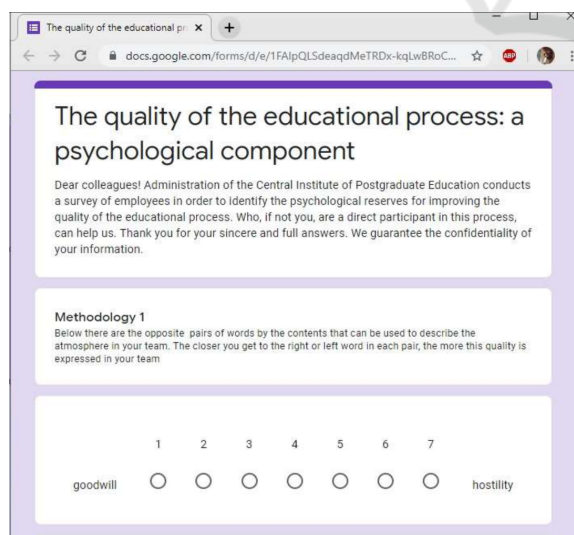 The quality of the educational pr
docs.google.com/forms/d/e/1FAIpQLSdeaqdMeTRDx-kqLwBRoC...
ABP
The quality of the educational process: a
psychological component
Dear colleagues! Administration of the Central Institute of Postgraduate Education conducts
a survey of employees in order to identify the psychological reserves for improving the
quality of the educational process. Who, if not you, are a direct participant in this process,
can help us. Thank you for your sincere and full answers. We guarantee the confidentiality of
your information.
Methodology 1
Below there are the opposite pairs of words by the contents that can be used to describe the
atmosphere in your team. The closer you get to the right or left word in each pair, the more this quality is
expressed in your team
1 2 3 4 5 6 7
goodwill hostility